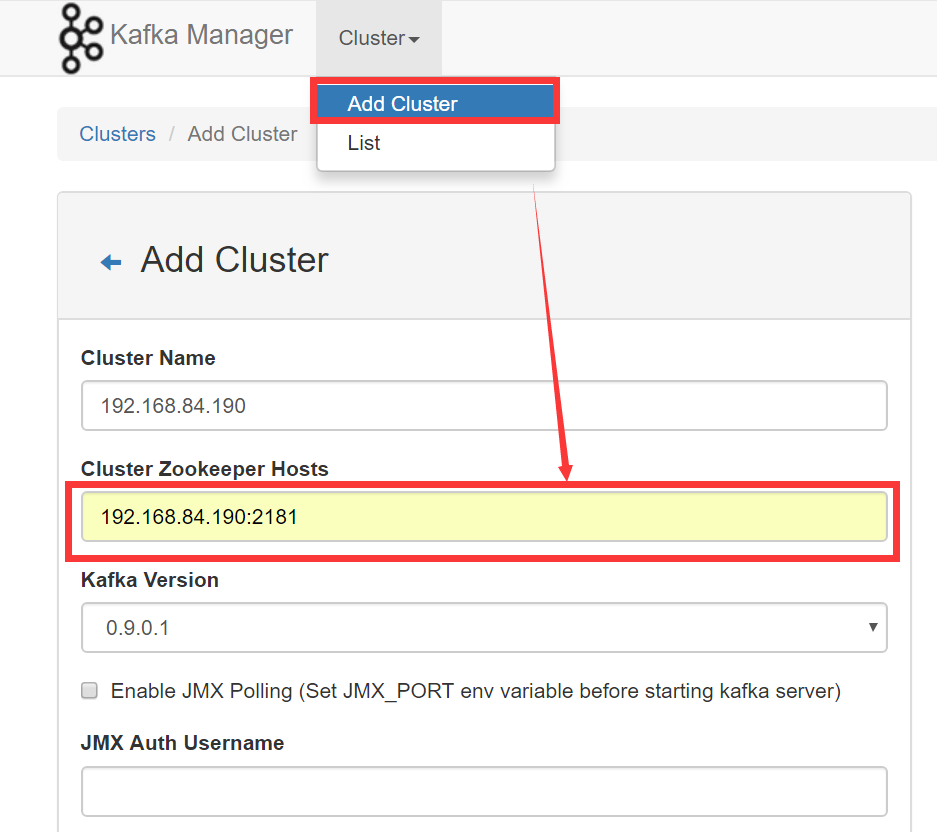 Kafka Manager
Cluster
Add Cluster
List
Clusters / Add Cluster
Add Cluster
Cluster Name
192.168.84.190
Cluster Zookeeper Hosts
192.168.84.190:2181
Kafka Version
0.9.0.1
Enable JMX Polling (Set JMX_PORT env variable before starting kafka server)
JMX Auth Username